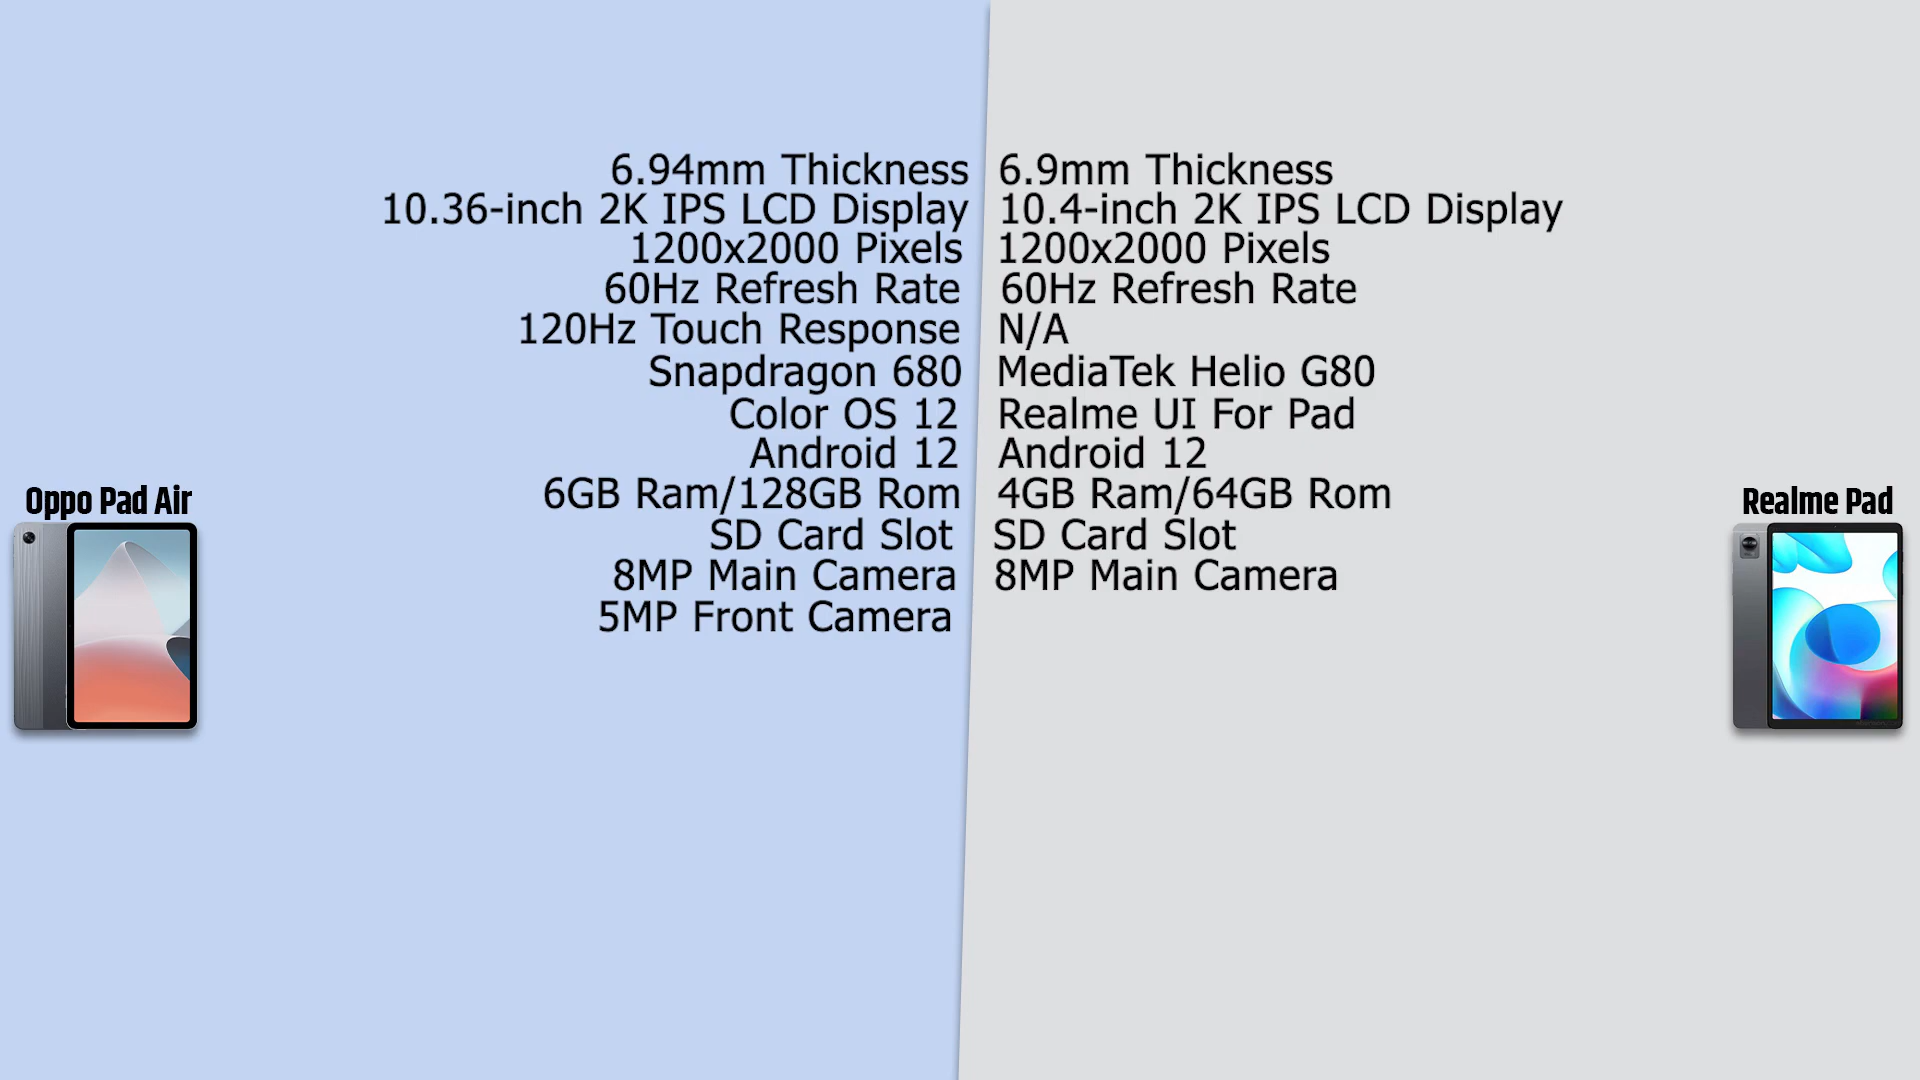 6.94mm Thickness
10.36-inch 2K IPS LCD Display
1200x2000 Pixels
60Hz Refresh Rate
120Hz Touch Response
Snapdragon 680
Color OS 12
Android 12
6GB Ram/128GB Rom
SD Card Slot
8MP Main Camera
5MP Front Camera
Oppo Pad Air
6.9mm Thickness
10.4-inch 2K IPS LCD Display
1200x2000 Pixels
60Hz Refresh Rate
N/A
MediaTek Helio G80
Realme UI For Pad
Android 12
4GB Ram/64GB Rom
SD Card Slot
8MP Main Camera
Realme Pad